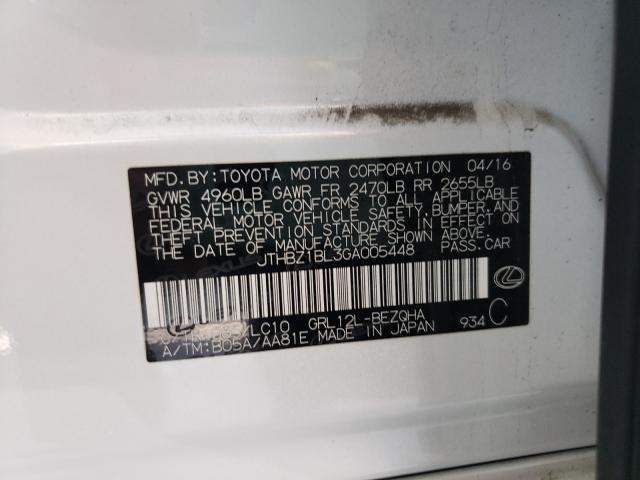 MFD. BY: TOYOTA MOTOR CORPORATION 04/16
GVWR 4960LB GAWR FR 2470LB RR 2655LB
THIS VEHICLE CONFORMS TO ALL APPLICABLE
FEDERAL MOTOR VEHICLE SAFETY, BUMPER, AND
THEFT PREVENTION STANDARDS IN EFFECT ON
THE DATE OF MANUFACTURE SHOWN ABOVE.
JTHBZ1BL3GA005448 PASS. CAR
/LC10 GRL12L-BEZQHA
A/TM: B05A/AA81E MADE IN JAPAN 934 C